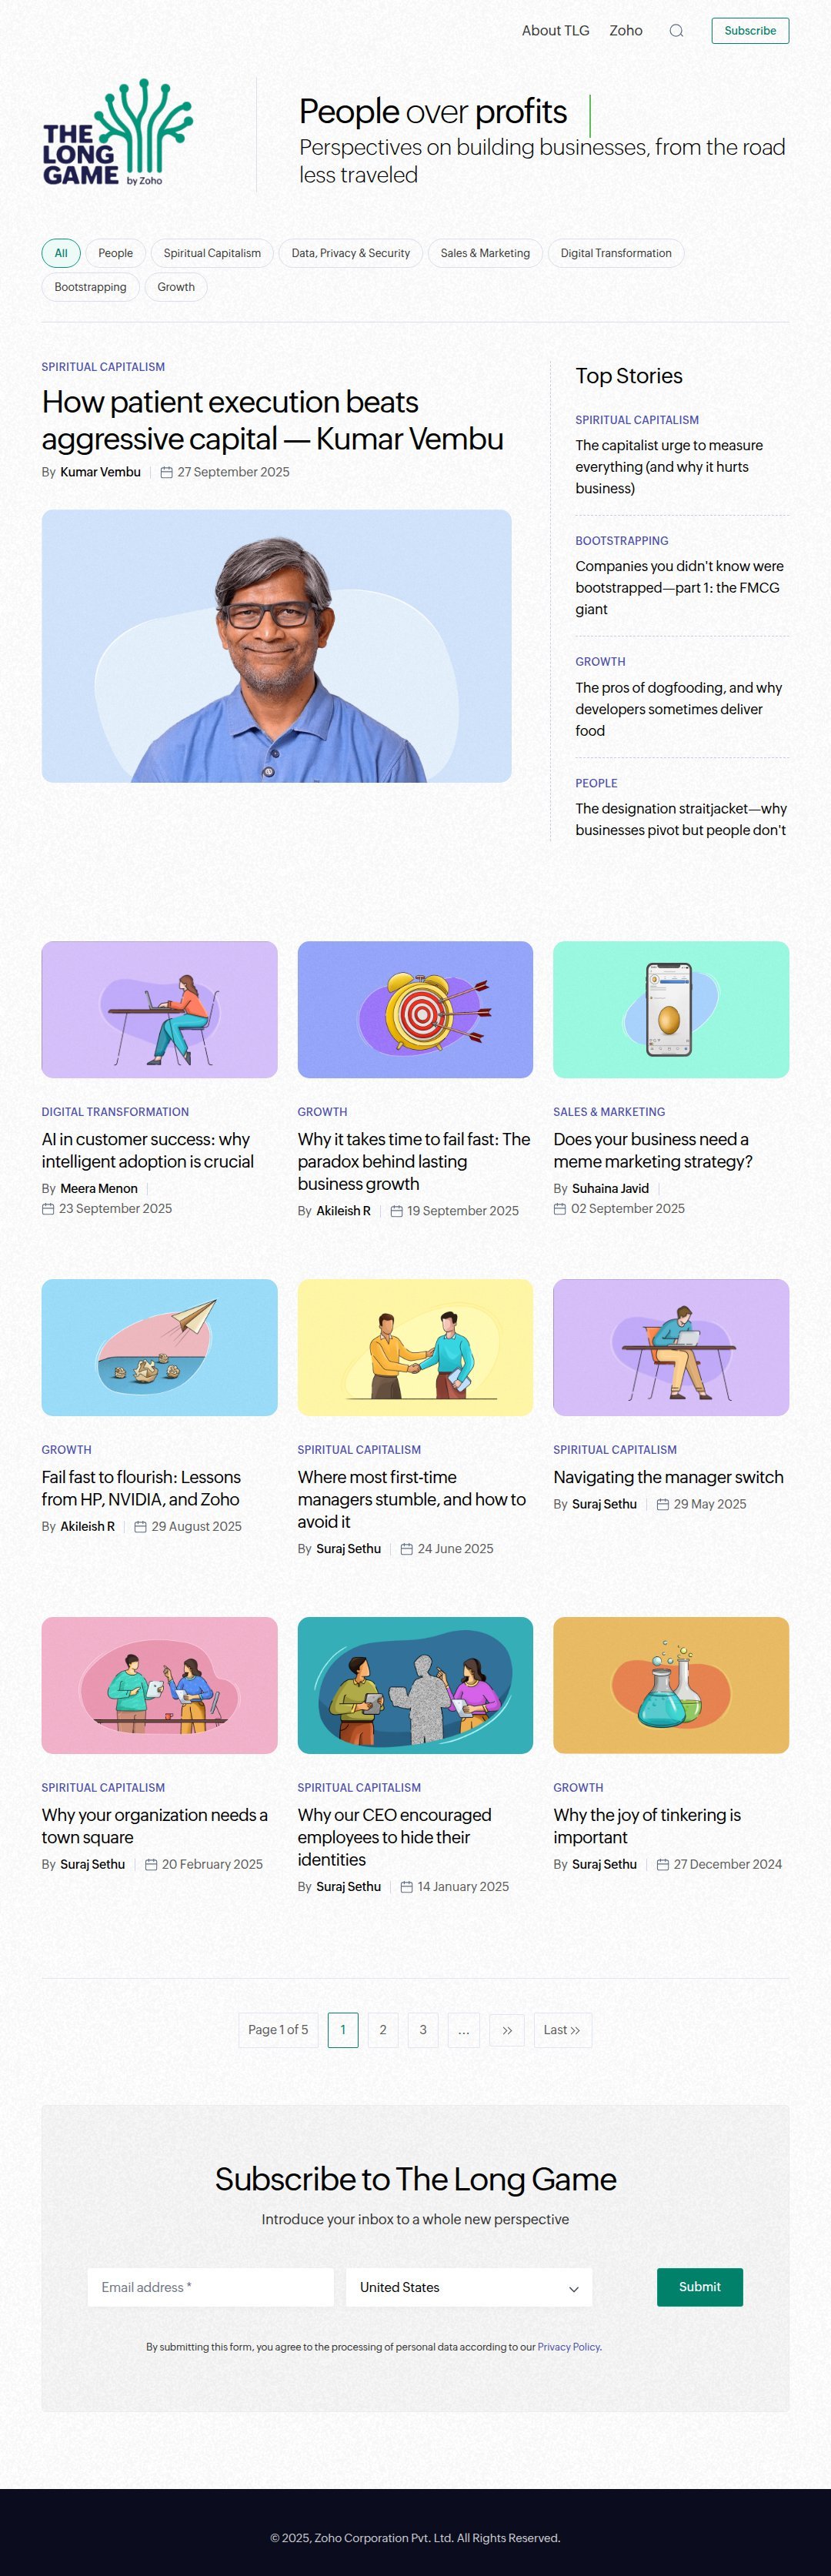 About TLG Zoho Subscribe
THE
LONG
GAME by Zoho
People over profits
Perspectives on building businesses, from the road
less traveled
All People Spiritual Capitalism Data, Privacy & Security Sales & Marketing Digital Transformation
Bootstrapping Growth
SPIRITUAL CAPITALISM
How patient execution beats
aggressive capital — Kumar Vembu
By Kumar Vembu 27 September 2025
Top Stories
SPIRITUAL CAPITALISM
The capitalist urge to measure
everything (and why it hurts
business)
BOOTSTRAPPING
Companies you didn't know were
bootstrapped—part 1: the FMCG
giant
GROWTH
The pros of dogfooding, and why
developers sometimes deliver
food
PEOPLE
The designation straitjacket—why
businesses pivot but people don't
DIGITAL TRANSFORMATION
AI in customer success: why
intelligent adoption is crucial
By Meera Menon
23 September 2025
GROWTH
Why it takes time to fail fast: The
paradox behind lasting
business growth
By Akileish R 19 September 2025
SALES & MARKETING
Does your business need a
meme marketing strategy?
By Suhaina Javid
02 September 2025
GROWTH
Fail fast to flourish: Lessons
from HP, NVIDIA, and Zoho
By Akileish R 29 August 2025
SPIRITUAL CAPITALISM
Where most first-time
managers stumble, and how to
avoid it
By Suraj Sethu 24 June 2025
SPIRITUAL CAPITALISM
Navigating the manager switch
By Suraj Sethu 29 May 2025
SPIRITUAL CAPITALISM
Why your organization needs a
town square
By Suraj Sethu 20 February 2025
SPIRITUAL CAPITALISM
Why our CEO encouraged
employees to hide their
identities
By Suraj Sethu 14 January 2025
GROWTH
Why the joy of tinkering is
important
By Suraj Sethu 27 December 2024
Page 1 of 5 1 2 3 ... » Last »
Subscribe to The Long Game
Introduce your inbox to a whole new perspective
Email address * United States Submit
By submitting this form, you agree to the processing of personal data according to our Privacy Policy.
© 2025, Zoho Corporation Pvt. Ltd. All Rights Reserved.